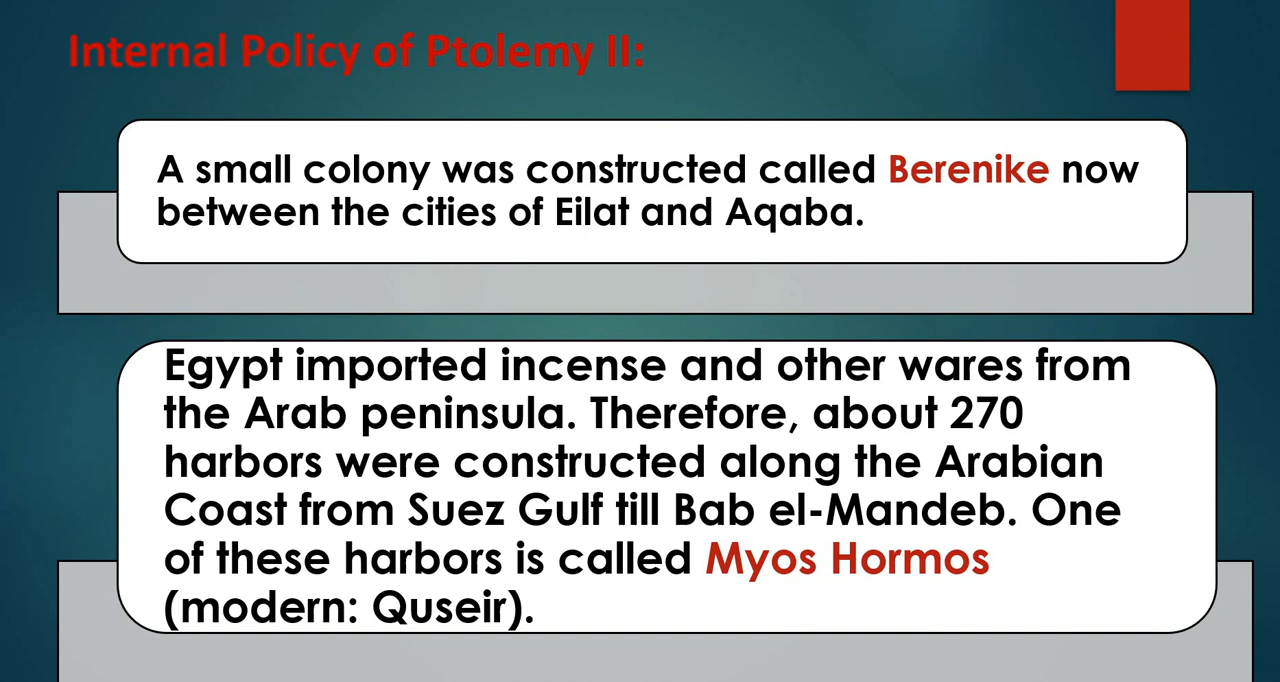 Internal Policy of Ptolemy II:
A small colony was constructed called Berenike now
between the cities of Eilat and Aqaba.
Egypt imported incense and other wares from
the Arab peninsula. Therefore, about 270
harbors were constructed along the Arabian
Coast from Suez Gulf till Bab el-Mandeb. One
of these harbors is called Myos Hormos
(modern: Quseir).